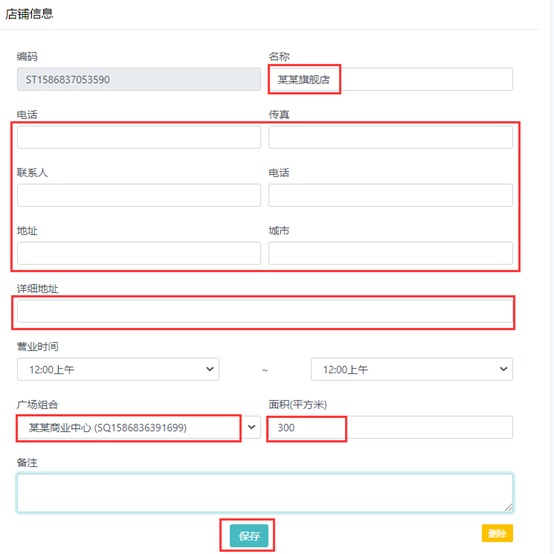 店铺信息
编码 名称
ST1586837053590 某某旗舰店
电话 传真
联系人 电话
地址 城市
详细地址
营业时间
12:00上午 ~ 12:00上午
广场组合 面积(平方米)
某某商业中心 (SQ1586836391699) 300
备注
保存 删除